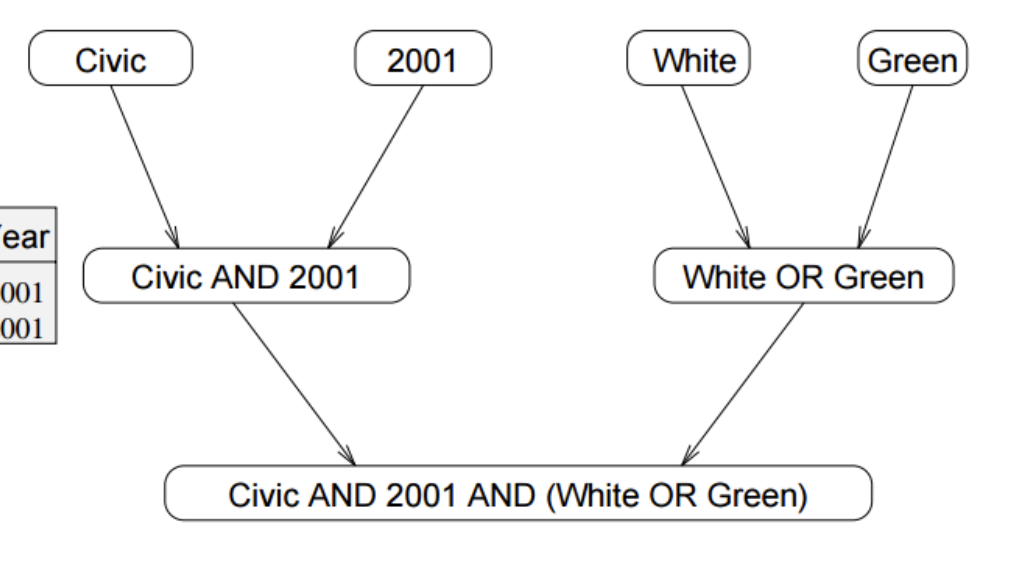 Civic 2001 White Green
Civic AND 2001 White OR Green
001
001
Civic AND 2001 AND (White OR Green)